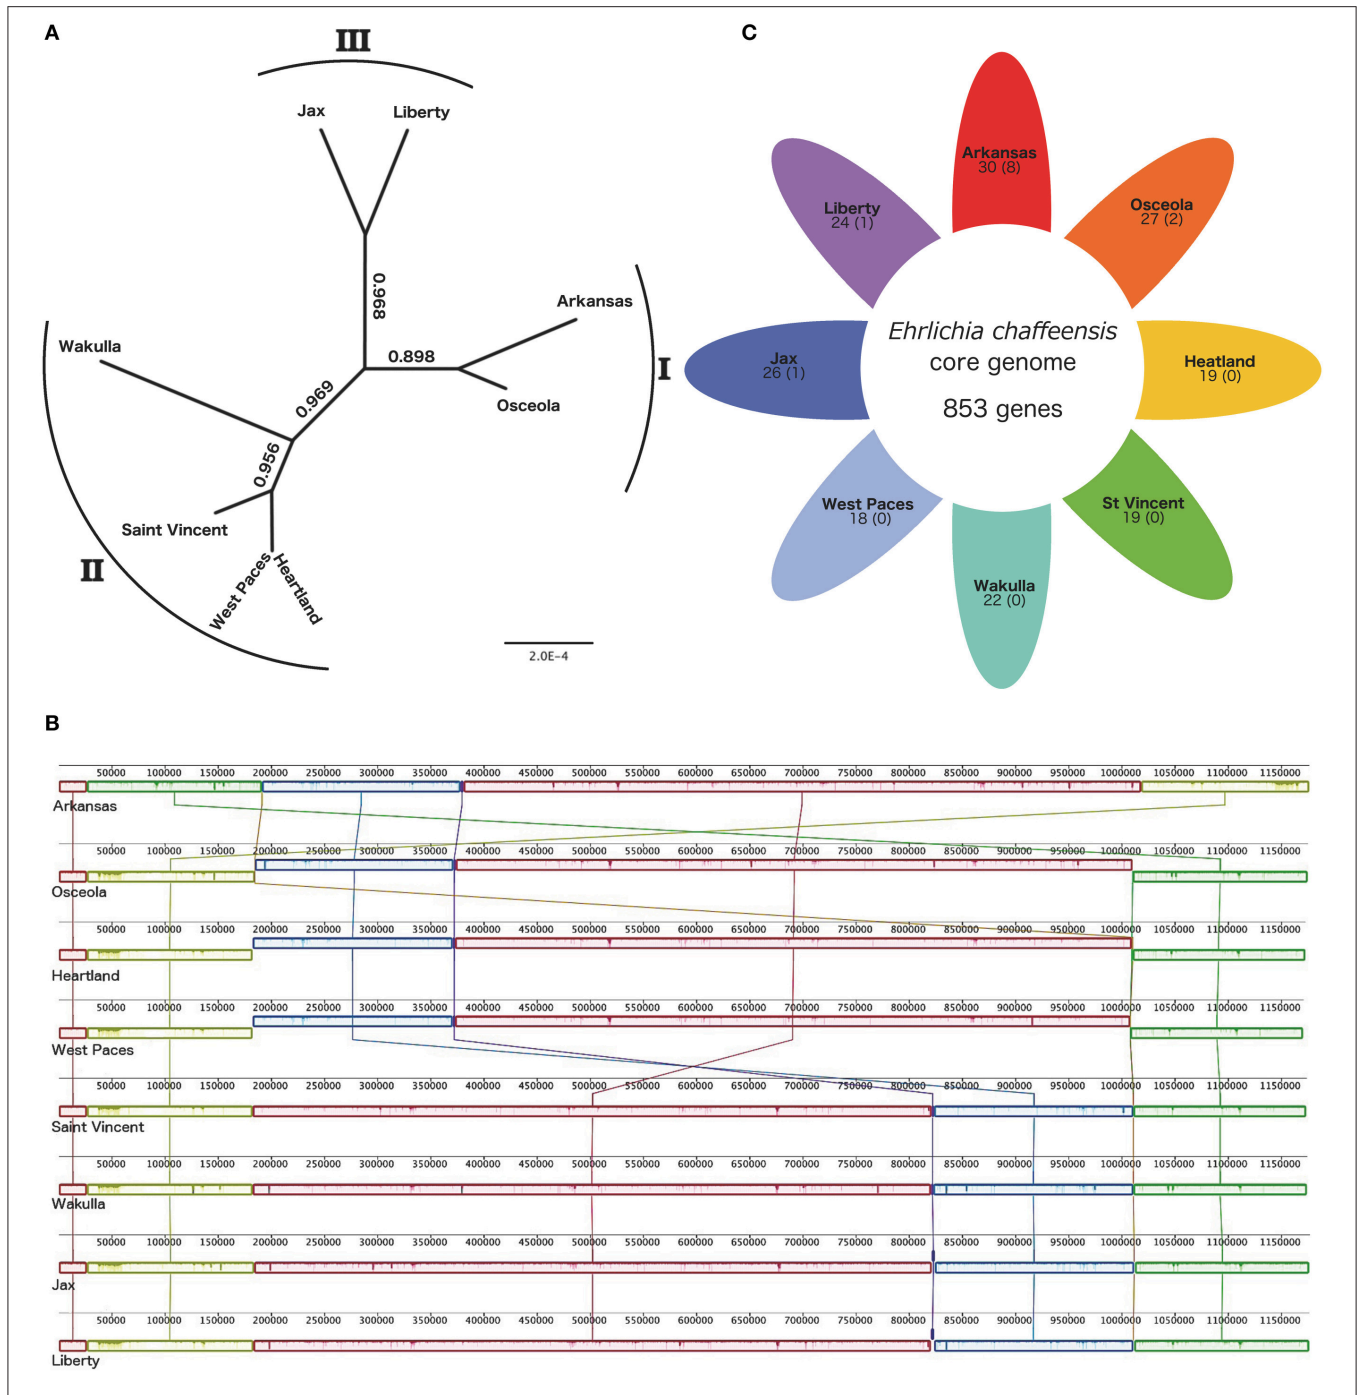 A
III
Jax
Liberty
0.968
Arkansas
0.898
I
Osceola
Wakulla
0.969
0.956
Saint Vincent
II
West Paces
Heartland
2.0E-4
C
Arkansas
30 (8)
Osceola
27 (2)
Liberty
24 (1)
Ehrlichia chaffeensis
core genome
853 genes
Jax
26 (1)
Heatland
19 (0)
West Paces
18 (0)
St Vincent
19 (0)
Wakulla
22 (0)
B
50000 100000 150000 200000 250000 300000 350000 400000 450000 500000 550000 600000 650000 700000 750000 800000 850000 900000 950000 1000000 1050000 1100000 1150000
Arkansas
50000 100000 150000 200000 250000 300000 350000 400000 450000 500000 550000 600000 650000 700000 750000 800000 850000 900000 950000 1000000 1050000 1100000 1150000
Osceola
50000 100000 150000 200000 250000 300000 350000 400000 450000 500000 550000 600000 650000 700000 750000 800000 850000 900000 950000 1000000 1050000 1100000 1150000
Heartland
50000 100000 150000 200000 250000 300000 350000 400000 450000 500000 550000 600000 650000 700000 750000 800000 850000 900000 950000 1000000 1050000 1100000 1150000
West Paces
50000 100000 150000 200000 250000 300000 350000 400000 450000 500000 550000 600000 650000 700000 750000 800000 850000 900000 950000 1000000 1050000 1100000 1150000
Saint Vincent
50000 100000 150000 200000 250000 300000 350000 400000 450000 500000 550000 600000 650000 700000 750000 800000 850000 900000 950000 1000000 1050000 1100000 1150000
Wakulla
50000 100000 150000 200000 250000 300000 350000 400000 450000 500000 550000 600000 650000 700000 750000 800000 850000 900000 950000 1000000 1050000 1100000 1150000
Jax
50000 100000 150000 200000 250000 300000 350000 400000 450000 500000 550000 600000 650000 700000 750000 800000 850000 900000 950000 1000000 1050000 1100000 1150000
Liberty